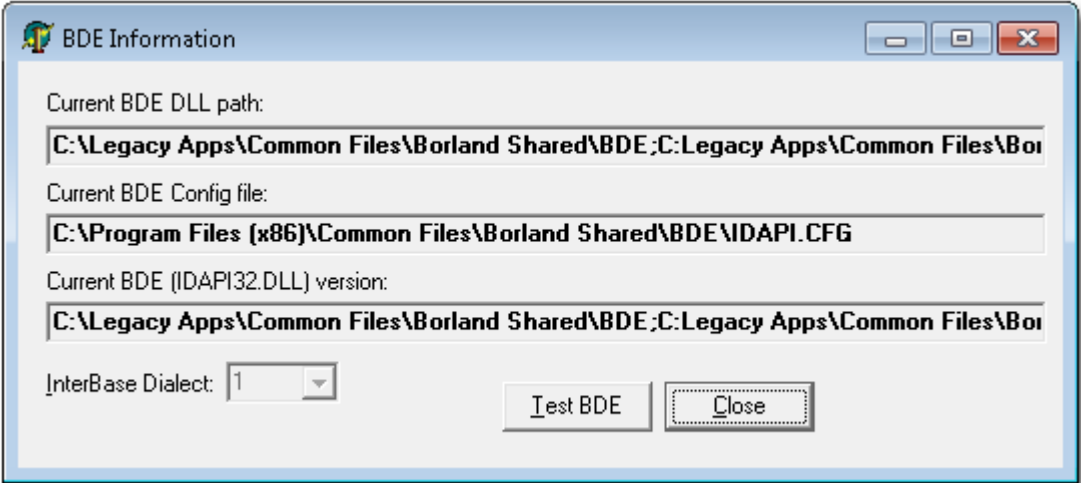 BDE Information
Current BDE DLL path:
C:\Legacy Apps\Common Files\Borland Shared\BDE;C:Legacy Apps\Common Files\Bor
Current BDE Config file:
C:\Program Files (x86)\Common Files\Borland Shared\BDE\IDAPI.CFG
Current BDE (IDAPI32.DLL) version:
C:\Legacy Apps\Common Files\Borland Shared\BDE;C:Legacy Apps\Common Files\Bor
InterBase Dialect: 1
Test BDE Close